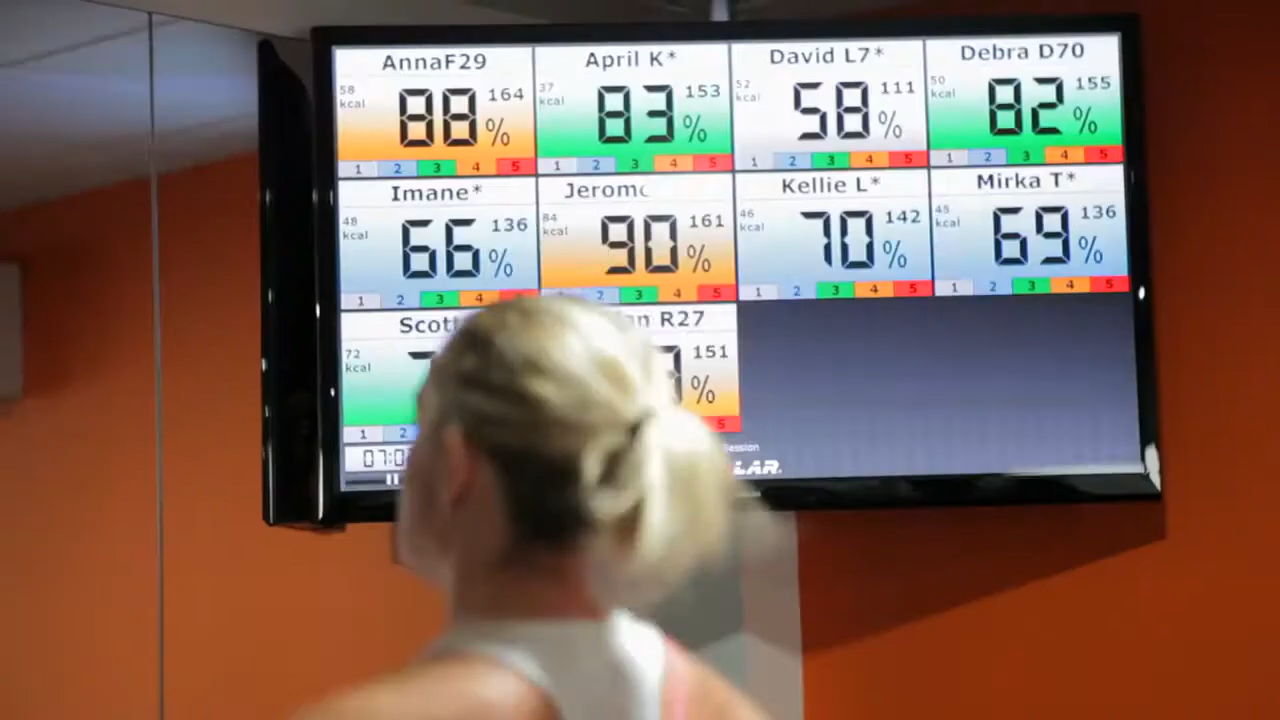 AnnaF29
58 kcal 88% 164
1 2 3 4 5
April K*
37 kcal 83% 153
1 2 3 4 5
David L7*
52 kcal 58% 111
1 2 3 4 5
Debra D70
50 kcal 82% 155
1 2 3 4 5
Imane*
48 kcal 66% 136
1 2 3 4
84 kcal 90% 161
2 3 4 5
Kellie L*
46 kcal 70% 142
1 2 3 4 5
Mirka T*
45 kcal 69% 136
1 2 3 4 5
Scott
72 kcal
1 2
R27
% 151
5